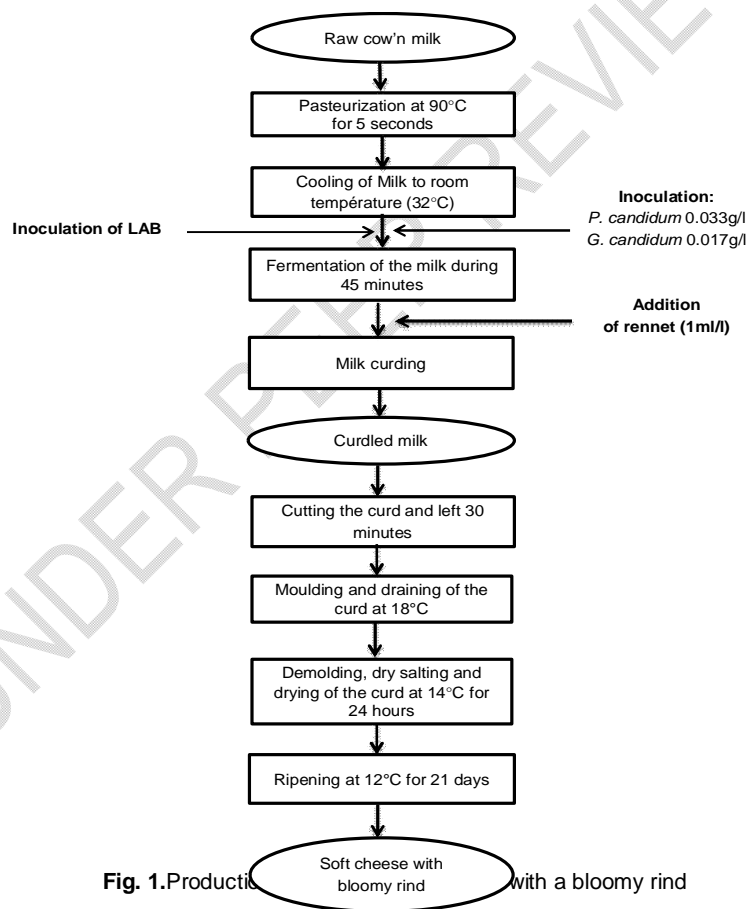 Raw cow'n milk
Pasteurization at 90°C
for 5 seconds
Cooling of Milk to room
température (32°C)
Inoculation of LAB
Inoculation:
P. candidum 0.033g/l
G. candidum 0.017g/l
Fermentation of the milk during
45 minutes
Addition
of rennet (1ml/l)
Milk curding
Curdled milk
Cutting the curd and left 30
minutes
Moulding and draining of the
curd at 18°C
Demolding, dry salting and
drying of the curd at 14°C for
24 hours
Ripening at 12°C for 21 days
Soft cheese with
bloomy rind
Fig. 1.Producti with a bloomy rind
UNDER PEER REVIE